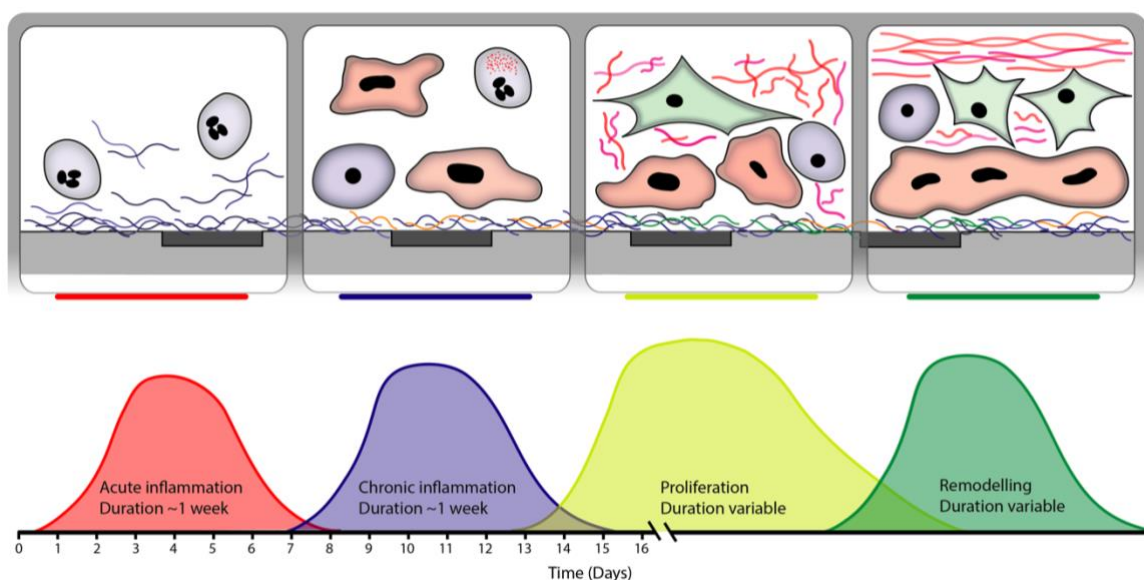 Acute inflammation
Duration ~1 week
Chronic inflammation
Duration ~1 week
Proliferation
Duration variable
Remodelling
Duration variable
0 1 2 3 4 5 6 7 8 9 10 11 12 13 14 15 16
Time (Days)